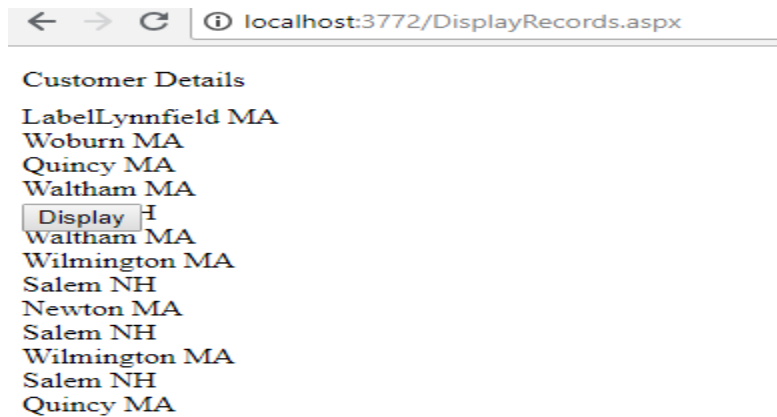 localhost:3772/DisplayRecords.aspx
Customer Details
LabelLynnfield MA
Woburn MA
Quincy MA
Waltham MA
Display H
Waltham MA
Wilmington MA
Salem NH
Newton MA
Salem NH
Wilmington MA
Salem NH
Quincy MA